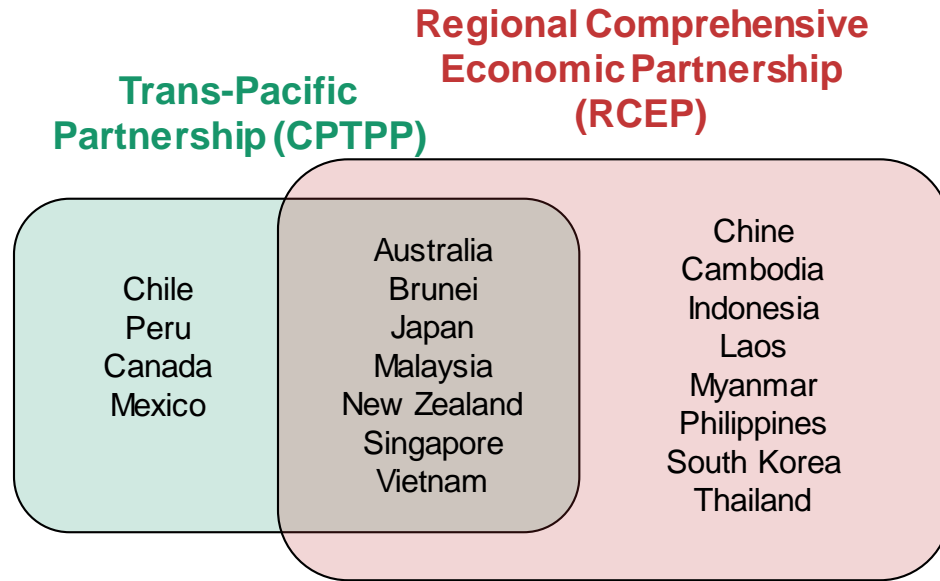 Regional Comprehensive
Economic Partnership
(RCEP)
Trans-Pacific
Partnership (CPTPP)
Chile
Peru
Canada
Mexico
Australia
Brunei
Japan
Malaysia
New Zealand
Singapore
Vietnam
Chine
Cambodia
Indonesia
Laos
Myanmar
Philippines
South Korea
Thailand